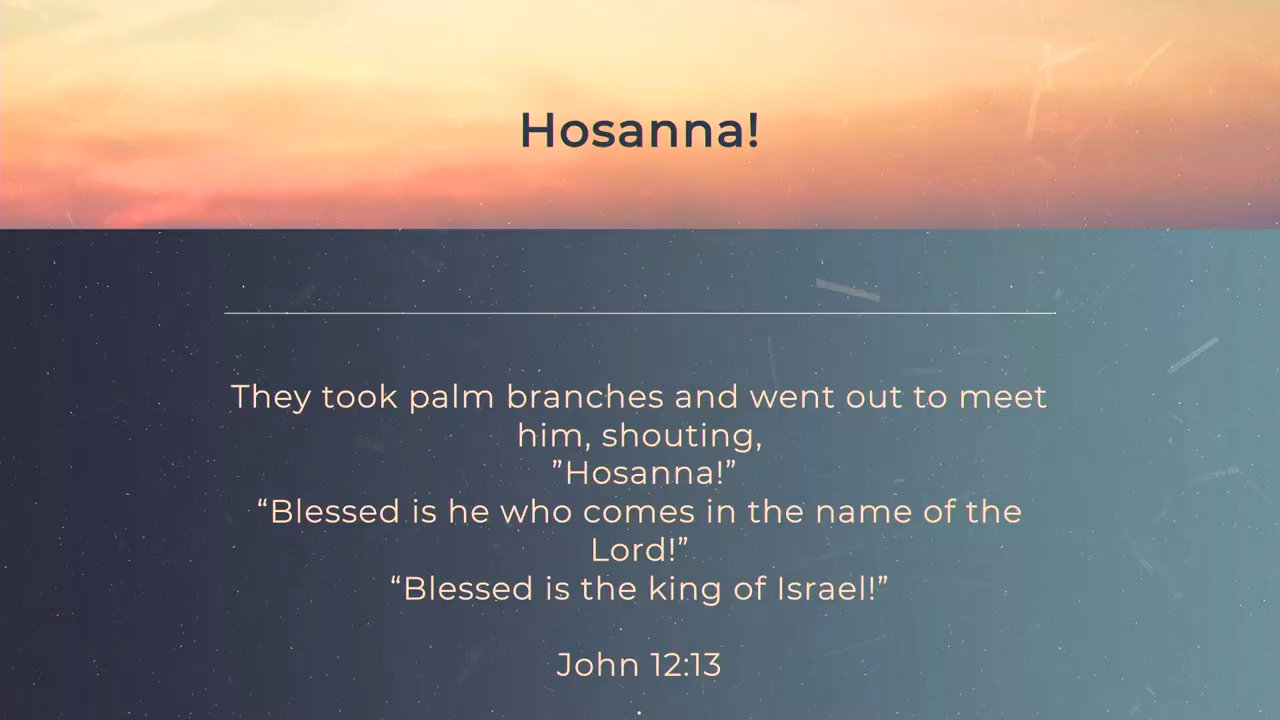 Hosanna!
They took palm branches and went out to meet
him, shouting,
”Hosanna!”
“Blessed is he who comes in the name of the
Lord!”
“Blessed is the king of Israel!”
John 12:13